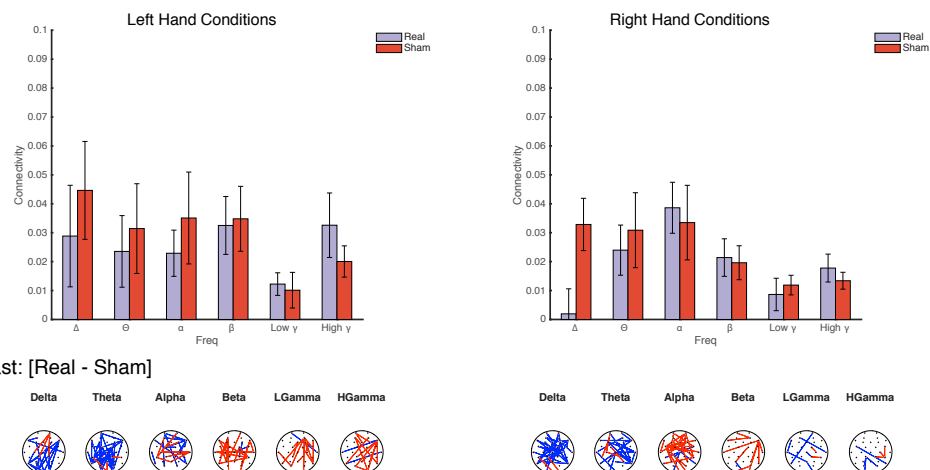 Left Hand Conditions
Real
Sham
0.1
0.09
0.08
0.07
0.06
0.05
0.04
0.03
0.02
0.01
0
Connectivity
Δ Θ α β Low γ High γ
Freq
Right Hand Conditions
Real
Sham
0.1
0.09
0.08
0.07
0.06
0.05
0.04
0.03
0.02
0.01
0
Connectivity
Δ Θ α β Low γ High γ
Freq
st: [Real - Sham]
Delta Theta Alpha Beta LGamma HGamma
Delta Theta Alpha Beta LGamma HGamma